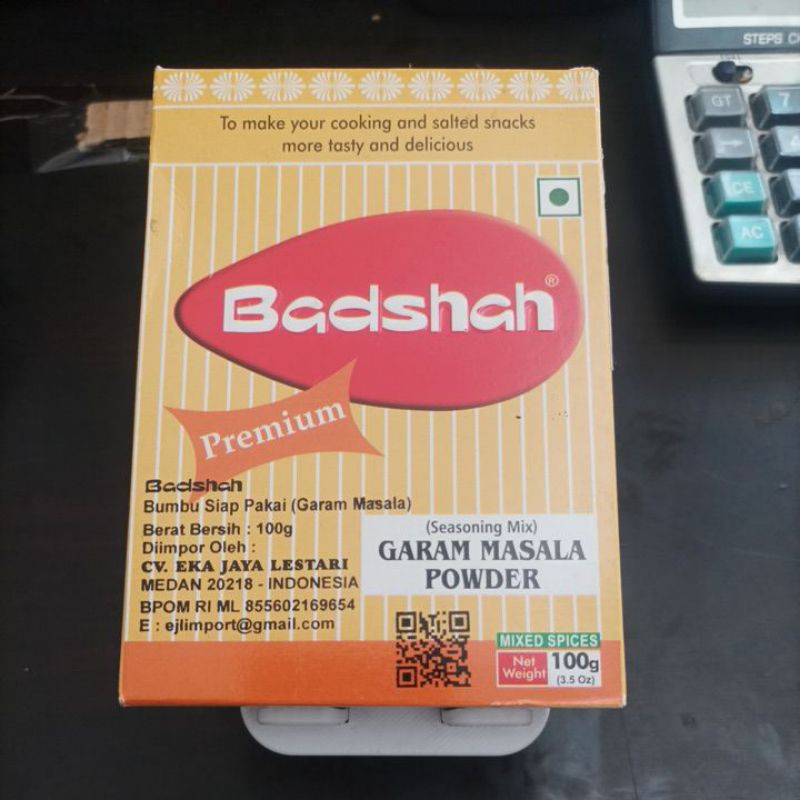 STEPS
GT
7
CE
AC
To make your cooking and salted snacks
more tasty and delicious
Badshah®
Premium
Badshah
Bumbu Siap Pakai (Garam Masala)
Berat Bersih : 100g
Diimpor Oleh :
CV. EKA JAYA LESTARI
MEDAN 20218 - INDONESIA
BPOM RI ML 855602169654
E : ejlimport@gmail.com
(Seasoning Mix)
GARAM MASALA
POWDER
MIXED SPICES
Net
Weight
100g
(3.5 Oz)